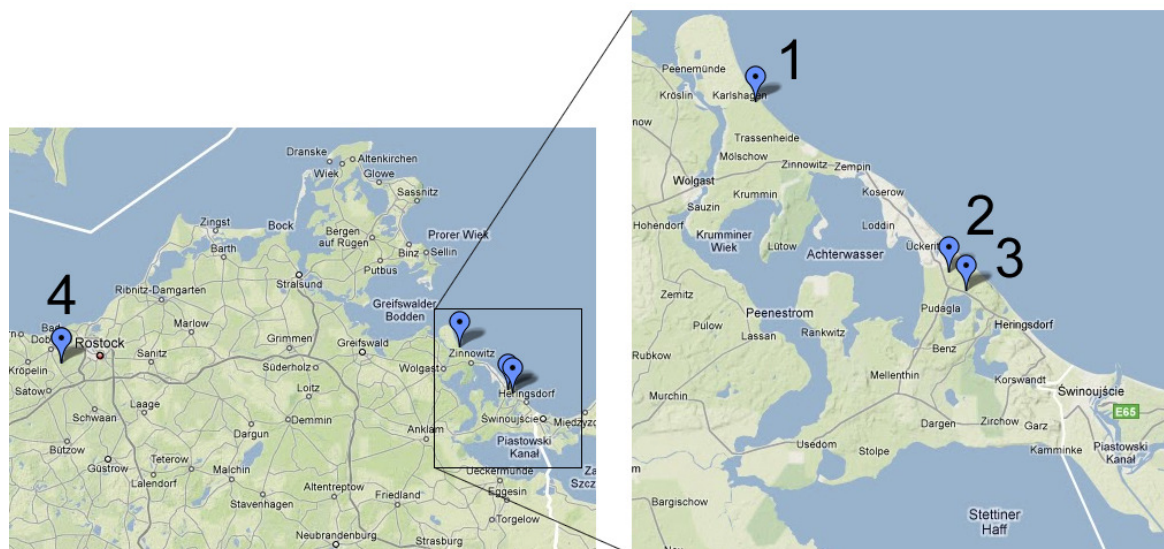 Dranske
Altenkirchen
Wiek
Glowe
Sassnitz
Zingst
Bock
Prorer Wiek
Barth
Bergen
auf Rügen
Binz
Sellin
Putbus
Stralsund
Ribnitz-Damgarten
4
Greifswalder
Bodden
Marlow
Bad
Rostock
Sanitz
Grimmen
Greifswald
Zinnowitz
Kröpelin
Süderholz
Wolgast
Satow
Loitz
Heringsdorf
Laage
Schwaan
Demmin
Świnoujście
Dargun
Anklam
Bützow
Piastowski
Kanał
Teterow
Güstrow
Malchin
Ueckermünde
Lalendorf
Altentreptow
Friedland
Eggesin
Stavenhagen
Torgelow
Neubrandenburg
Strasburg
1
Peenemünde
Kröslin
Karlshagen
Trassenheide
Mölschow
Zinnowitz
Zempin
Wolgast
Krummin
Koserow
Sauzin
2
Hohendorf
Krumminer
Wiek
Loddin
Lütow
Achterwasser
3
Zemitz
Pudagla
Peenestrom
Pulow
Lassan
Rankwitz
Heringsdorf
Benz
Rubkow
Mellenthin
Korswandt
Świnoujście
Murchin
E65
Dargen
Zirchow
Garz
Usedom
Stolpe
Kamminke
Piastowski
Kanał
Bargischow
Stettiner
Haff